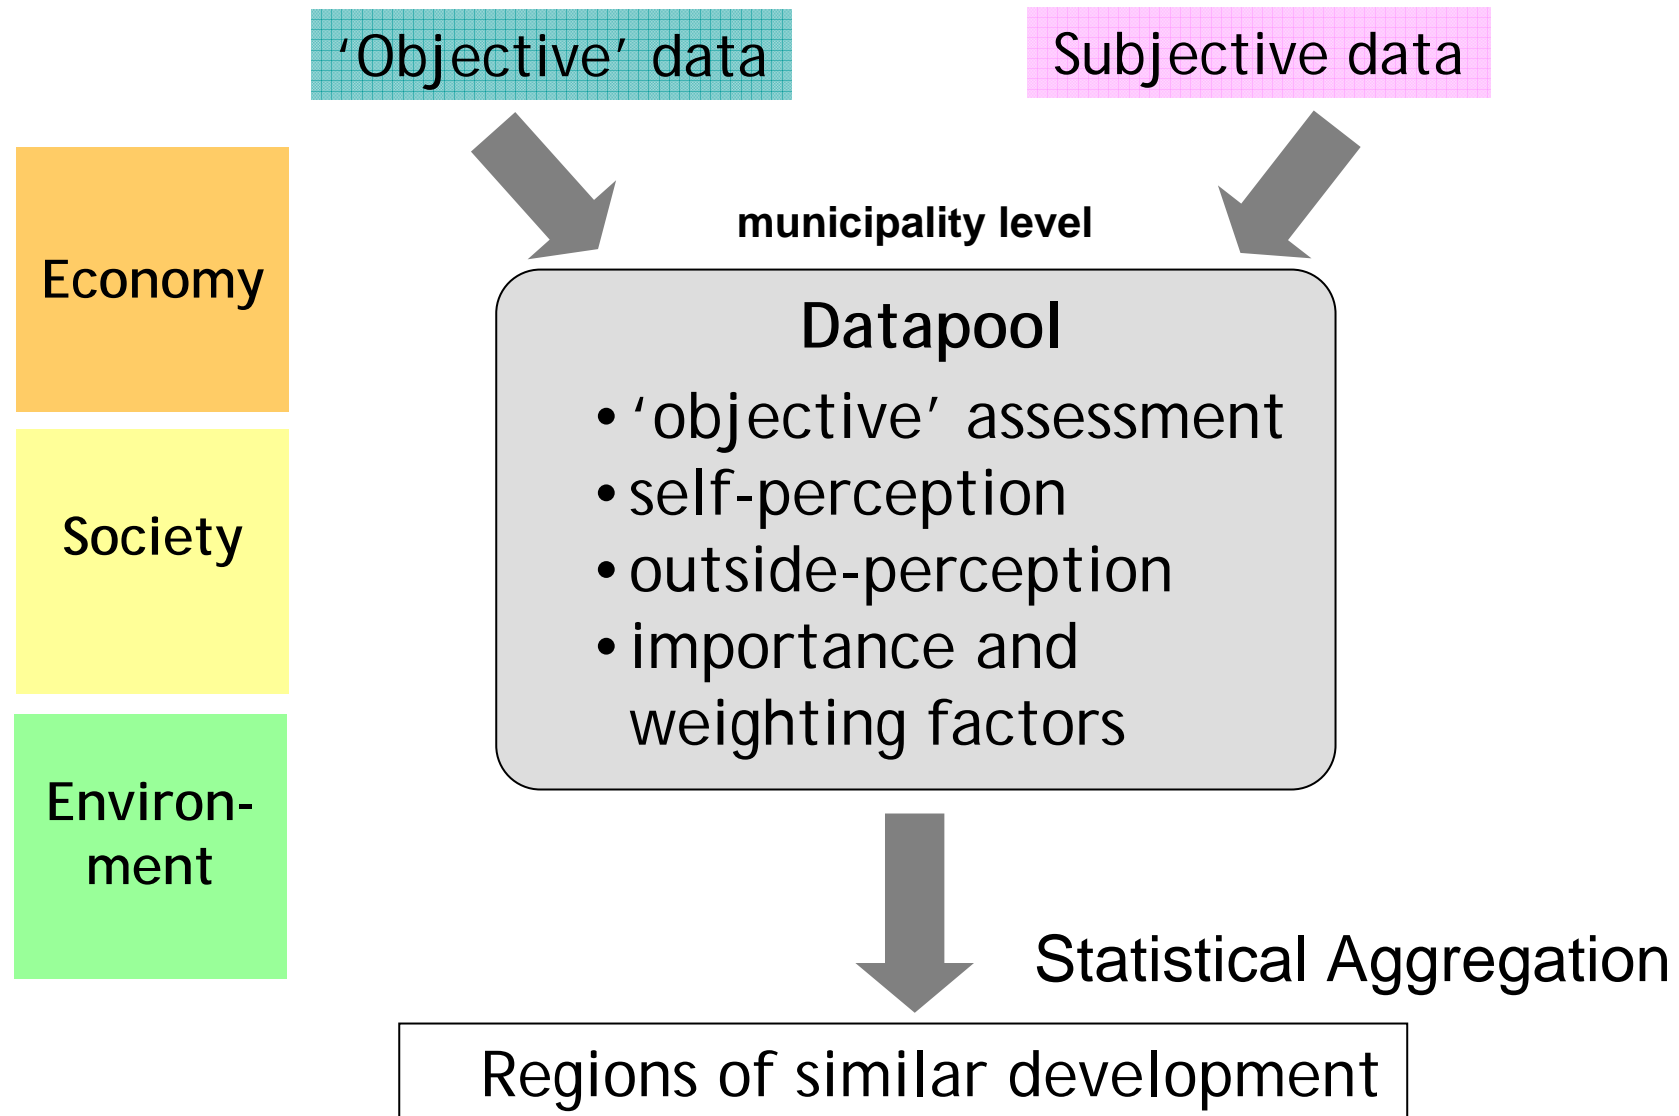 ‘Objective’ data
Subjective data
municipality level
Economy
Society
Environ-
ment
Datapool
• ‘objective’ assessment
• self-perception
• outside-perception
• importance and
weighting factors
Statistical Aggregation
Regions of similar development